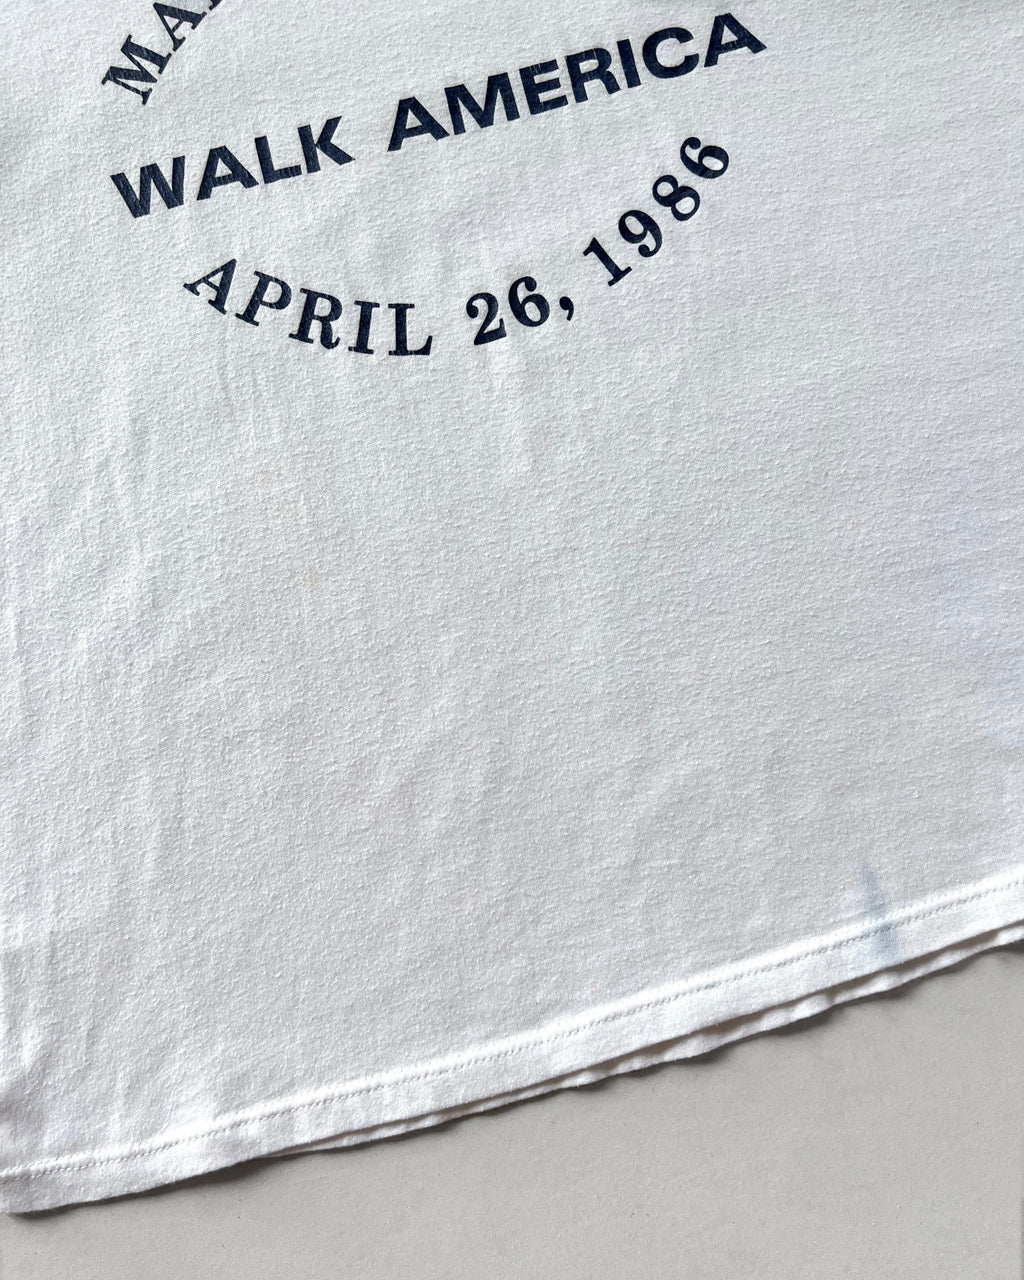 WALK AMERICA
APRIL 26, 1986